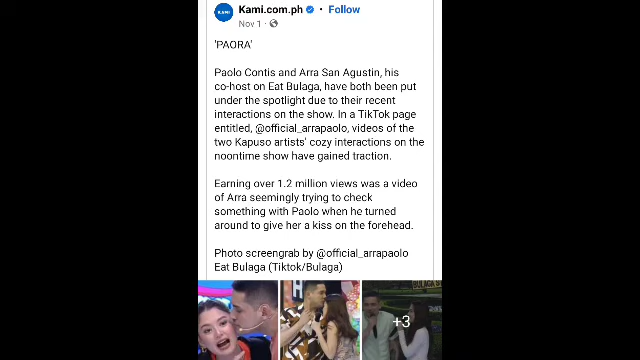 KAMI
Kami.com.ph · Follow
Nov 1 ·
'PAORA'
Paolo Contis and Arra San Agustin, his
co-host on Eat Bulaga, have both been put
under the spotlight due to their recent
interactions on the show. In a TikTok page
entitled, @official_arrapaolo, videos of the
two Kapuso artists' cozy interactions on the
noontime show have gained traction.
Earning over 1.2 million views was a video
of Arra seemingly trying to check
something with Paolo when he turned
around to give her a kiss on the forehead.
Photo screengrab by @official_arrapaolo
Eat Bulaga (Tiktok/Bulaga)
+3